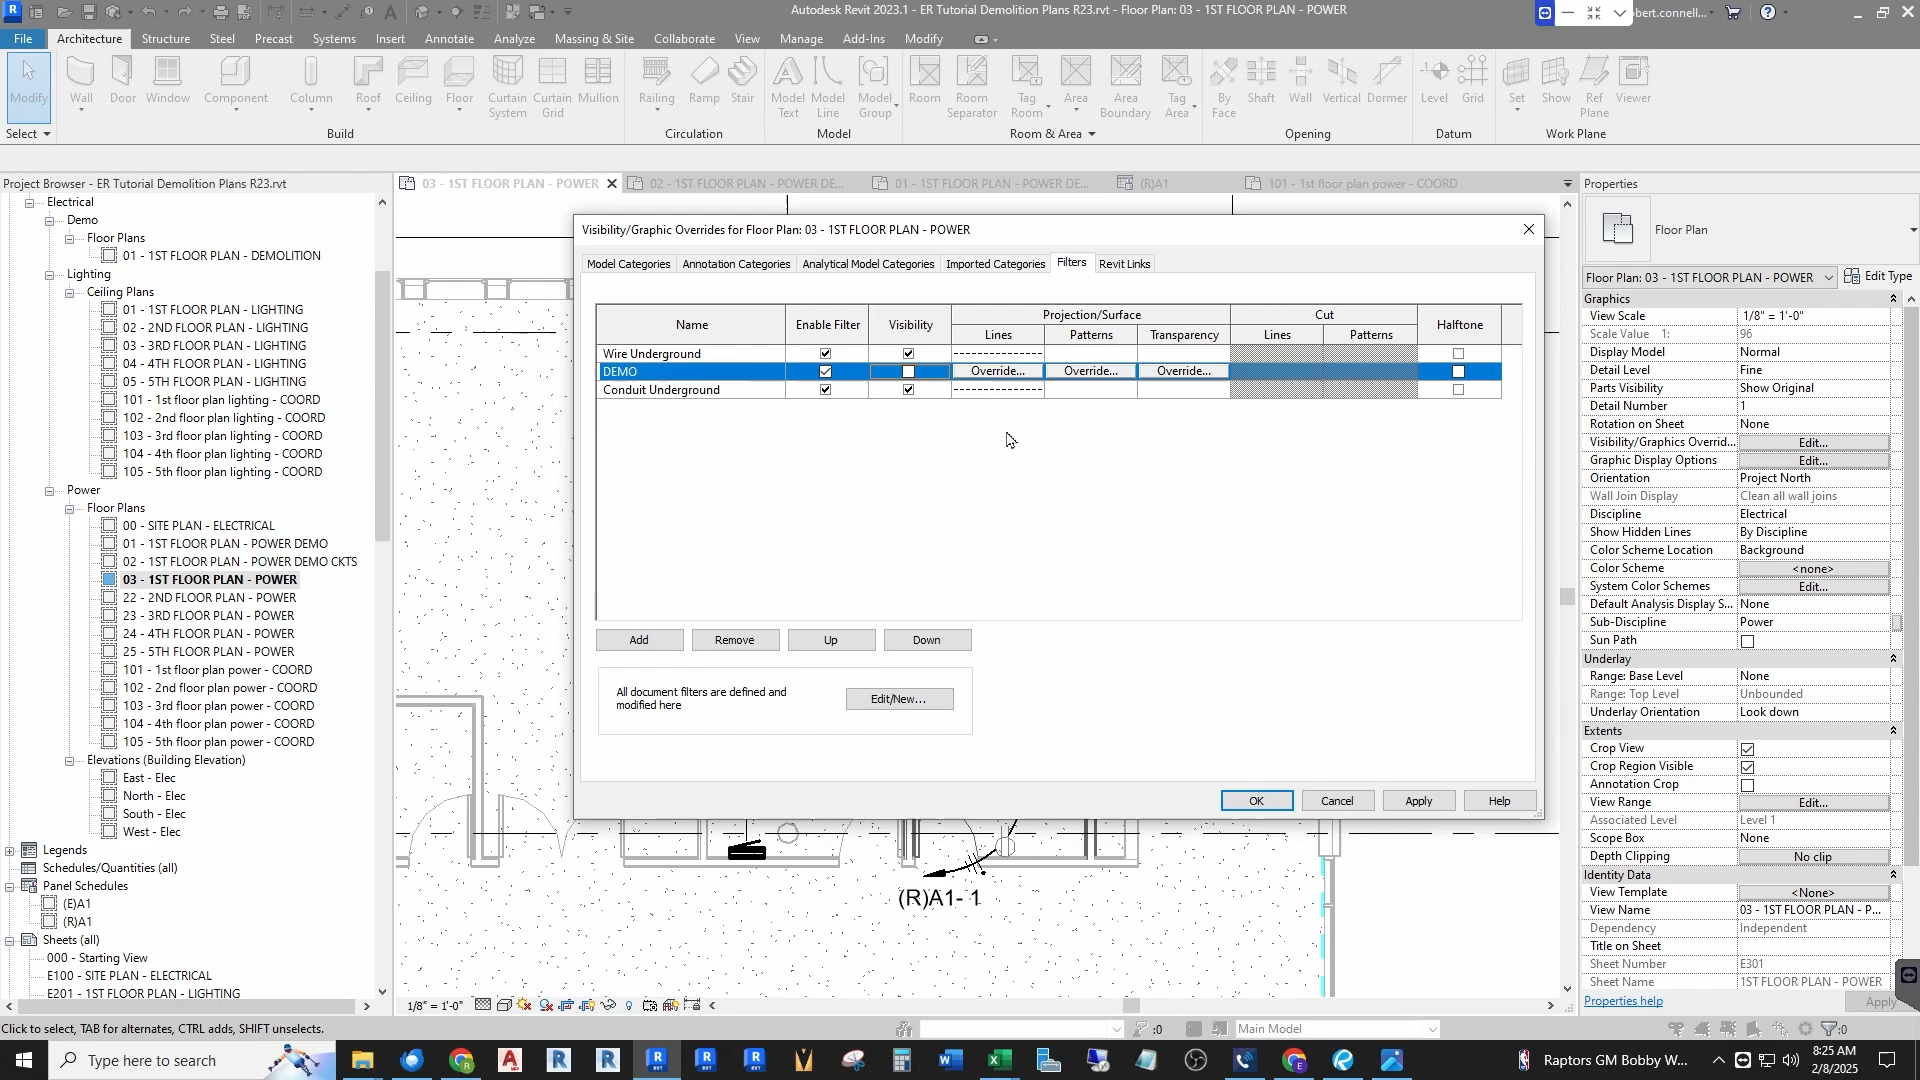 Autodesk Revit 2023.1 - ER Tutorial Demolition Plans R23.rvt - Floor Plan: 03 - 1ST FLOOR PLAN - POWER
obert.connell...
File Architecture Structure Steel Precast Systems Insert Annotate Analyze Massing & Site Collaborate View Manage Add-Ins Modify
Modify Wall Door Window Component Column Roof Ceiling Floor Curtain System Curtain Grid Mullion Railing Ramp Stair Model Text Model Line Model Group Room Room Separator Tag Room Area Area Boundary Tag Area By Face Shaft Wall Vertical Dormer Level Grid Set Show Ref Plane Viewer
Select Build Circulation Model Room & Area Opening Datum Work Plane
Project Browser - ER Tutorial Demolition Plans R23.rvt
Electrical
Demo
Floor Plans
01 - 1ST FLOOR PLAN - DEMOLITION
Lighting
Ceiling Plans
01 - 1ST FLOOR PLAN - LIGHTING
02 - 2ND FLOOR PLAN - LIGHTING
03 - 3RD FLOOR PLAN - LIGHTING
04 - 4TH FLOOR PLAN - LIGHTING
05 - 5TH FLOOR PLAN - LIGHTING
101 - 1st floor plan lighting - COORD
102 - 2nd floor plan lighting - COORD
103 - 3rd floor plan lighting - COORD
104 - 4th floor plan lighting - COORD
105 - 5th floor plan lighting - COORD
Power
Floor Plans
00 - SITE PLAN - ELECTRICAL
01 - 1ST FLOOR PLAN - POWER DEMO
02 - 1ST FLOOR PLAN - POWER DEMO CKTS
03 - 1ST FLOOR PLAN - POWER
22 - 2ND FLOOR PLAN - POWER
23 - 3RD FLOOR PLAN - POWER
24 - 4TH FLOOR PLAN - POWER
25 - 5TH FLOOR PLAN - POWER
101 - 1st floor plan power - COORD
102 - 2nd floor plan power - COORD
103 - 3rd floor plan power - COORD
104 - 4th floor plan power - COORD
105 - 5th floor plan power - COORD
Elevations (Building Elevation)
East - Elec
North - Elec
South - Elec
West - Elec
Legends
Schedules/Quantities (all)
Panel Schedules
(E)A1
(R)A1
Sheets (all)
000 - Starting View
E100 - SITE PLAN - ELECTRICAL
E201 - 1ST FLOOR PLAN - LIGHTING
03 - 1ST FLOOR PLAN - POWER 02 - 1ST FLOOR PLAN - POWER DE... 01 - 1ST FLOOR PLAN - POWER DE... (R)A1 101 - 1st floor plan power - COORD
Visibility/Graphic Overrides for Floor Plan: 03 - 1ST FLOOR PLAN - POWER
Model Categories Annotation Categories Analytical Model Categories Imported Categories Filters Revit Links
Name Enable Filter Visibility Projection/Surface Cut Halftone
Lines Patterns Transparency Lines Patterns
Wire Underground
DEMO Override... Override... Override...
Conduit Underground
Add Remove Up Down
All document filters are defined and
modified here
Edit/New...
OK Cancel Apply Help
(R)A1- 1
1/8" = 1'-0"
Properties
Floor Plan
Floor Plan: 03 - 1ST FLOOR PLAN - POWER Edit Type
Graphics
View Scale 1/8" = 1'-0"
Scale Value 1: 96
Display Model Normal
Detail Level Fine
Parts Visibility Show Original
Detail Number 1
Rotation on Sheet None
Visibility/Graphics Overrid... Edit...
Graphic Display Options Edit...
Orientation Project North
Wall Join Display Clean all wall joins
Discipline Electrical
Show Hidden Lines By Discipline
Color Scheme Location Background
Color Scheme <none>
System Color Schemes Edit...
Default Analysis Display S... None
Sub-Discipline Power
Sun Path
Underlay
Range: Base Level None
Range: Top Level Unbounded
Underlay Orientation Look down
Extents
Crop View
Crop Region Visible
Annotation Crop
View Range Edit...
Associated Level Level 1
Scope Box None
Depth Clipping No clip
Identity Data
View Template <None>
View Name 03 - 1ST FLOOR PLAN - P...
Dependency Independent
Title on Sheet
Sheet Number E301
Sheet Name 1ST FLOOR PLAN - POWER
Properties help Apply
Click to select, TAB for alternates, CTRL adds, SHIFT unselects.
:0 Main Model :0
Type here to search
Raptors GM Bobby W...
8:25 AM
2/8/2025